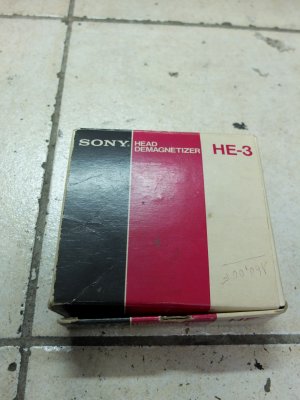 SONY. HEAD
DEMAGNETIZER HE-3